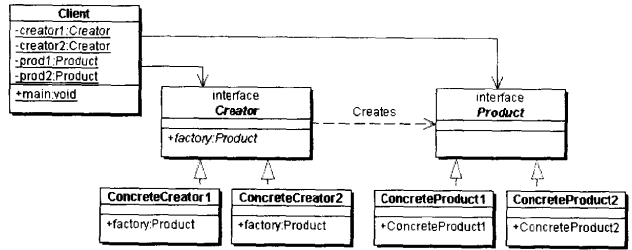 Client
-creator1:Creator
-creator2:Creator
-prod1:Product
-prod2:Product
+main:void
interface
Creator
+factory:Product
Creates
interface
Product
ConcreteCreator1
+factory:Product
ConcreteCreator2
+factory:Product
ConcreteProduct1
+ConcreteProduct1
ConcreteProduct2
+ConcreteProduct2